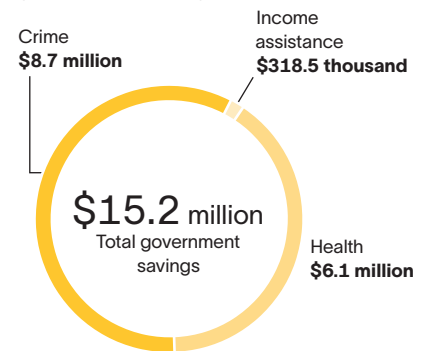 Crime
$8.7 million
Income
assistance
$318.5 thousand
$15.2 million
Total government
savings
Health
$6.1 million